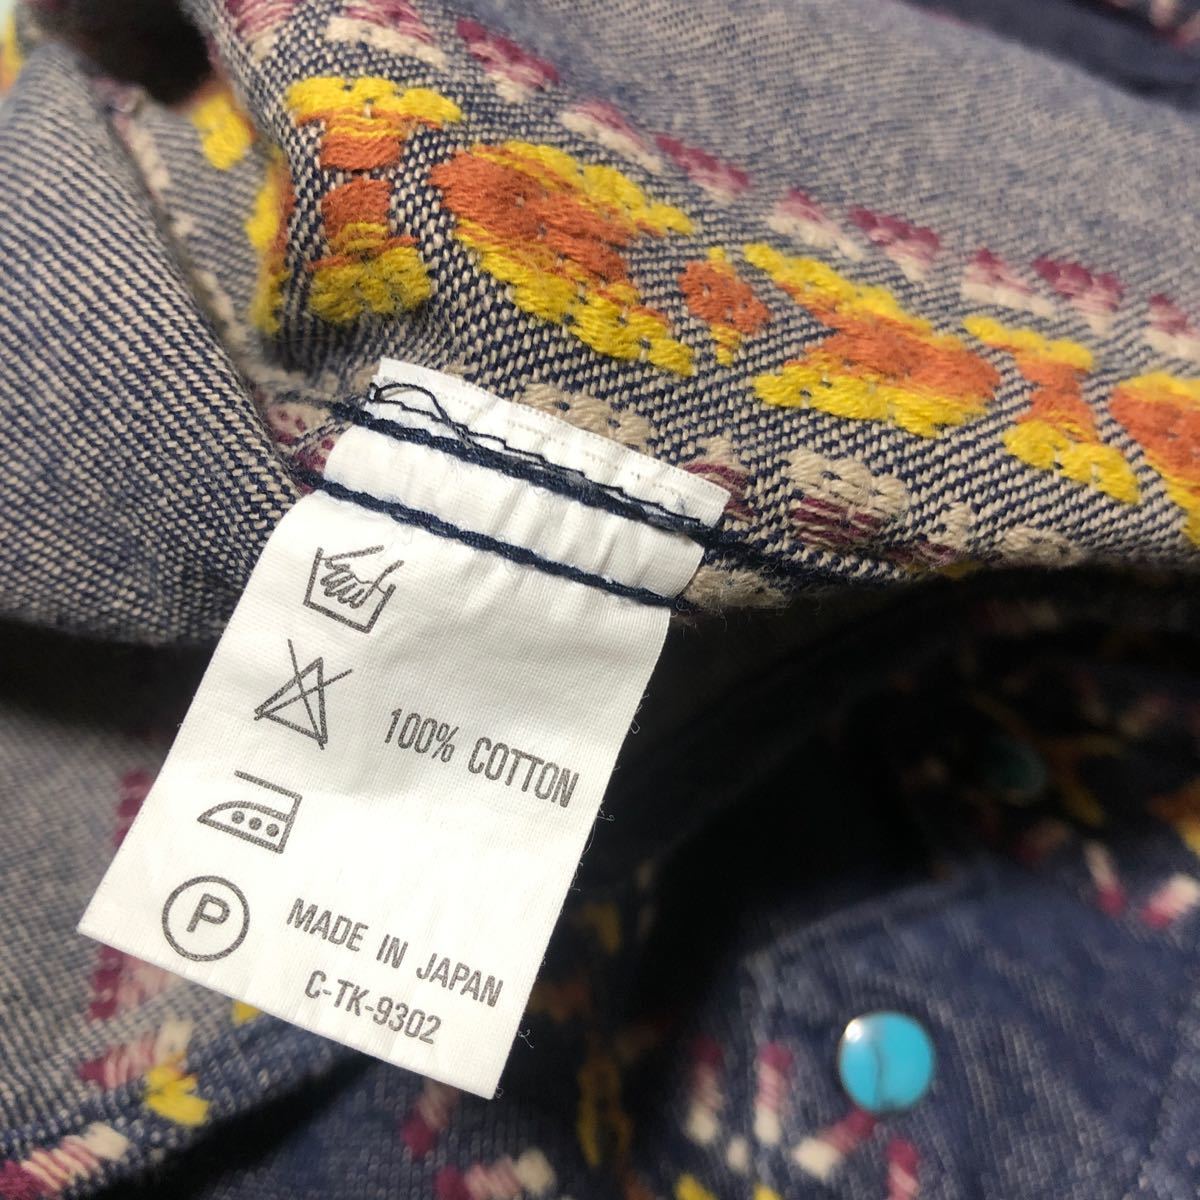 100% COTTON
P
MADE IN JAPAN
C-TK-9302